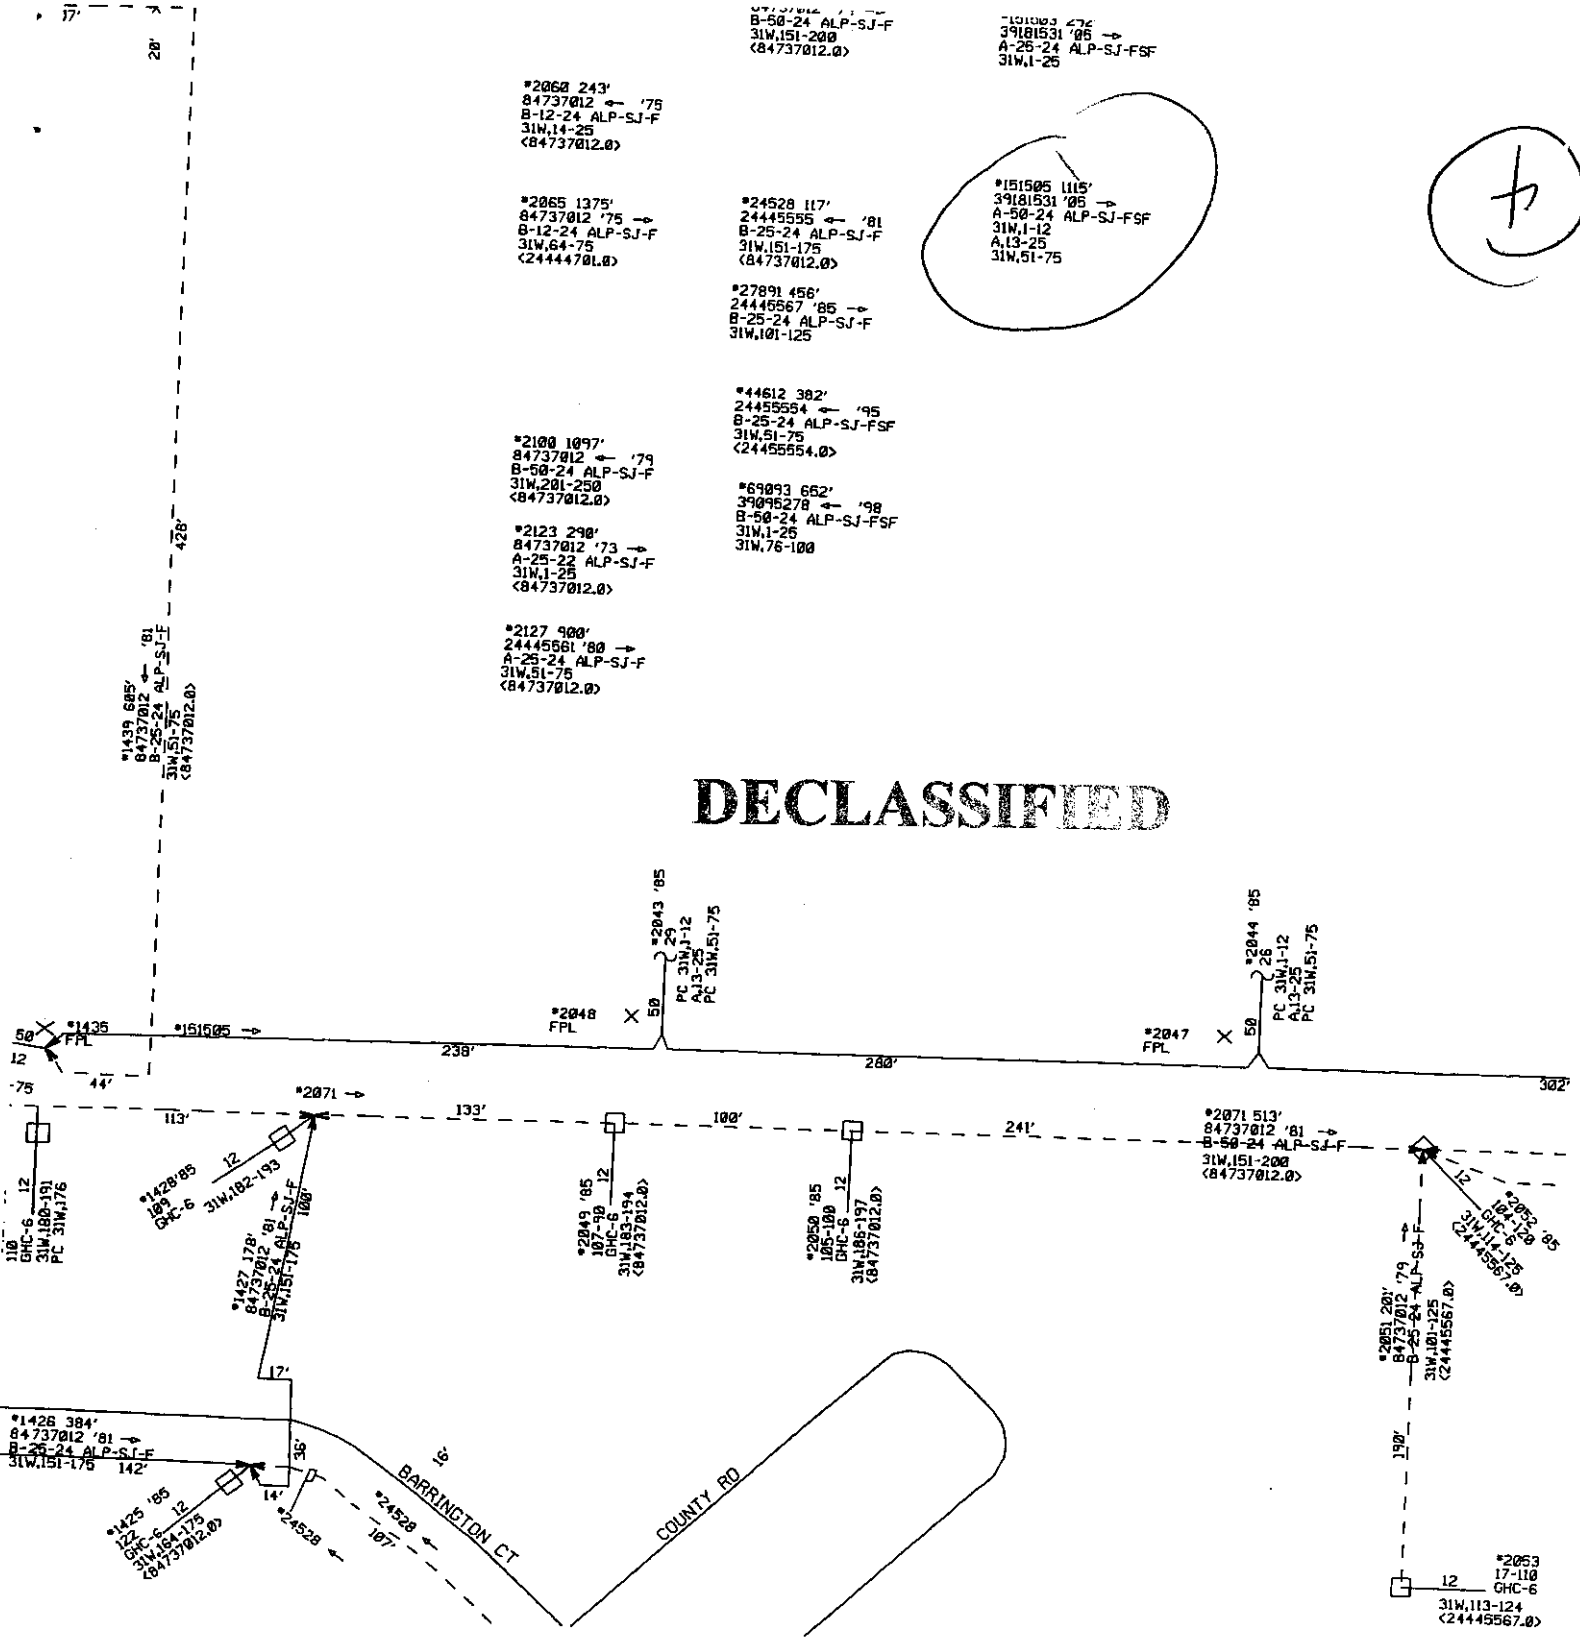 17'
20'
B-50-24 ALP-SJ-F
31W,151-200
<84737012.0>
39181531 '05 →
A-25-24 ALP-SJ-FSF
31W,1-25
*2060 243'
84737012 ← '75
B-12-24 ALP-SJ-F
31W,14-25
<84737012.0>
*2065 1375'
84737012 '75 →
B-12-24 ALP-SJ-F
31W,64-75
<24444701.0>
*24528 117'
24445555 ← '81
B-25-24 ALP-SJ-F
31W,151-175
<84737012.0>
*151505 1115'
39181531 '05 →
A-50-24 ALP-SJ-FSF
31W,1-12
A,13-25
31W,51-75
4
*27891 456'
24445567 '85 →
B-25-24 ALP-SJ-F
31W,101-125
*44612 382'
24455554 ← '95
B-25-24 ALP-SJ-FSF
31W,51-75
<24455554.0>
*2100 1097'
84737012 ← '79
B-50-24 ALP-SJ-F
31W,201-250
<84737012.0>
*69093 652'
39095278 ← '98
B-50-24 ALP-SJ-FSF
31W,1-25
31W,76-100
*2123 290'
84737012 '73 →
A-25-22 ALP-SJ-F
31W,1-25
<84737012.0>
428'
*2127 900'
24445561 '80 →
A-25-24 ALP-SJ-F
31W,51-75
<84737012.0>
*1439 605'
84737012 ← '81
B-25-24 ALP-SJ-F
31W,51-75
<84737012.0>
DECLASSIFIED
*2043 '85
29
PC 31W,1-12
A,13-25
PC 31W,51-75
50
*2044 '85
26
PC 31W,1-12
A,13-25
PC 31W,51-75
50
*2048
FPL
*2047
FPL
50
*1435
FPL
*151505 →
12
238'
280'
302'
-75
44'
*2071 →
113'
133'
100'
241'
*2071 513'
84737012 '81 →
B-50-24 ALP-SJ-F
31W,151-200
<84737012.0>
110
GHC-6 12
31W,180-191
PC 31W,176
*1428'85
109
GHC-6 12
31W,182-193
*1427 178'
84737012 '81 →
B-25-24 ALP-SJ-F
31W,151-175
100'
*2049 '85
107-90
GHC-6 12
31W,183-194
<84737012.0>
*2050 '85
105-100
GHC-6 12
31W,186-197
<84737012.0>
12
*2052 '85
104-120
GHC-6
31W,114-125
<24445567.0>
*2051 201'
84737012 '79 →
B-25-24 ALP-SJ-F
31W,101-125
<24445567.0>
190'
17'
*1426 384'
84737012 '81 →
B-25-24 ALP-SJ-F
31W,151-175 142'
36'
14'
16'
*1425 '85
122
GHC-6 12
31W,164-175
<84737012.0>
*24528 ←
*24528 ←
107'
BARRINGTON CT
COUNTY RD
*2053
17-110
12 GHC-6
31W,113-124
<24445567.0>